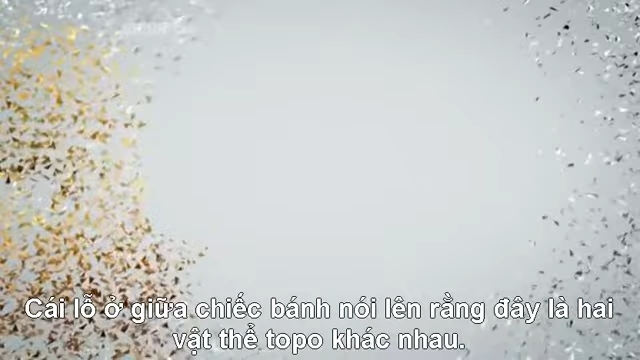 Cái lỗ ở giữa chiếc bánh nói lên rằng đây là hai
vật thể topo khác nhau.